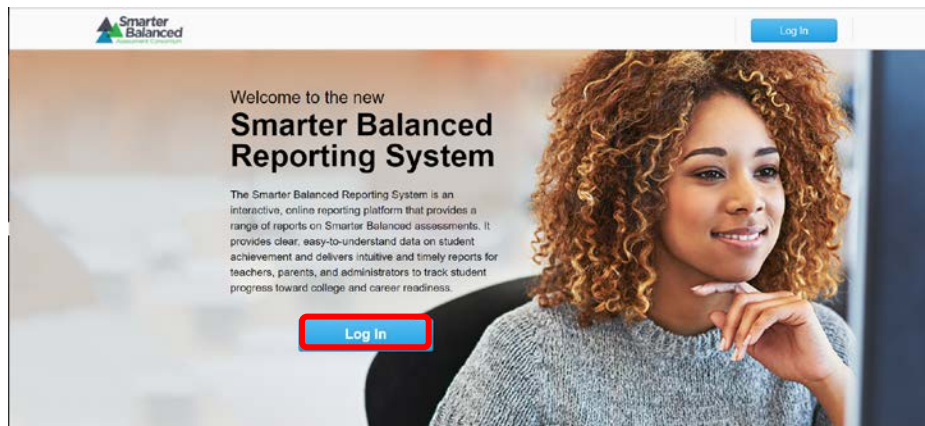 Smarter
Balanced
Assessment Consortium
Log In
Welcome to the new
Smarter Balanced
Reporting System
The Smarter Balanced Reporting System is an
interactive, online reporting platform that provides a
range of reports on Smarter Balanced assessments. It
provides clear, easy-to-understand data on student
achievement and delivers intuitive and timely reports for
teachers, parents, and administrators to track student
progress toward college and career readiness.
Log In